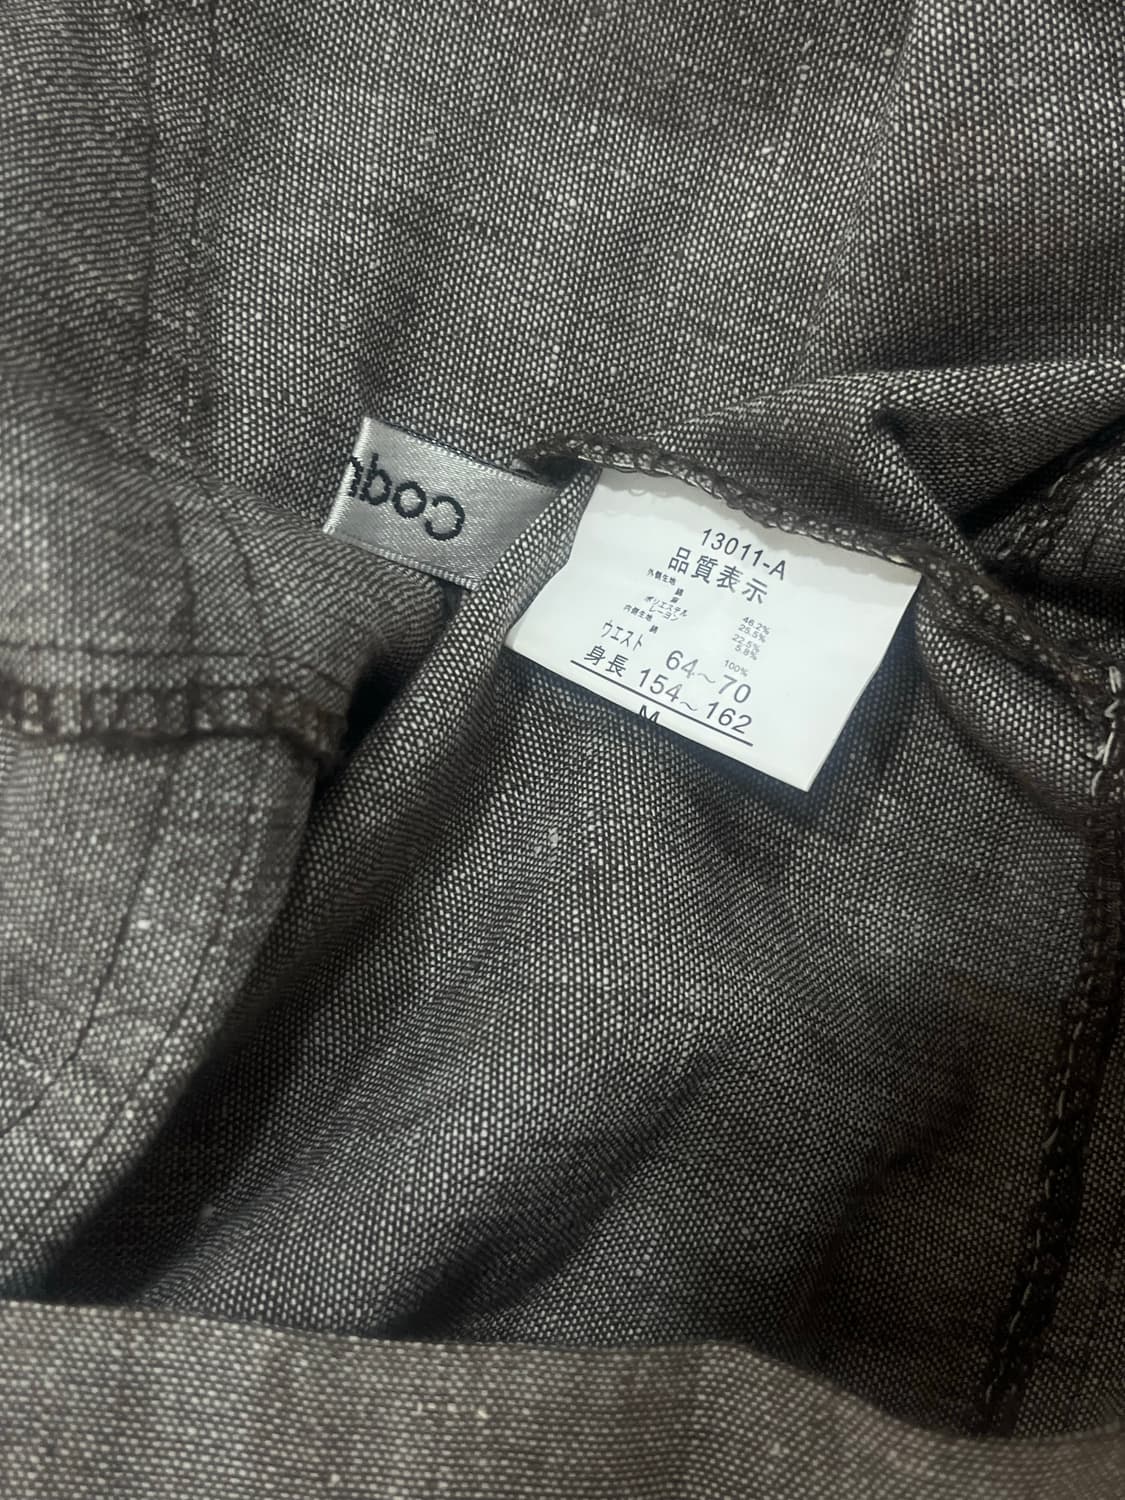 codm
13011-A
品質表示
外側生地
綿 46.2%
麻 25.5%
ポリエステル 22.5%
レーヨン 5.8%
内側生地
綿 100%
ウエスト 64～70
身長 154～162
M